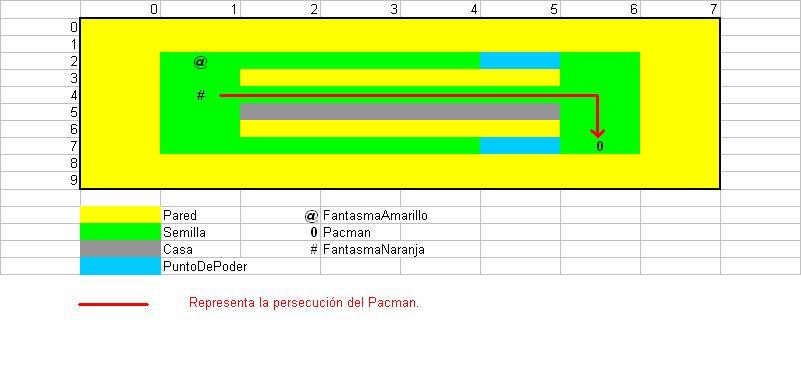 0 1 2 3 4 5 6 7
0
1
2 @
3
4 #
5
6
7 0
8
9
Pared @ FantasmaAmarillo
Semilla 0 Pacman
Casa # FantasmaNaranja
PuntoDePoder
Representa la persecución del Pacman.